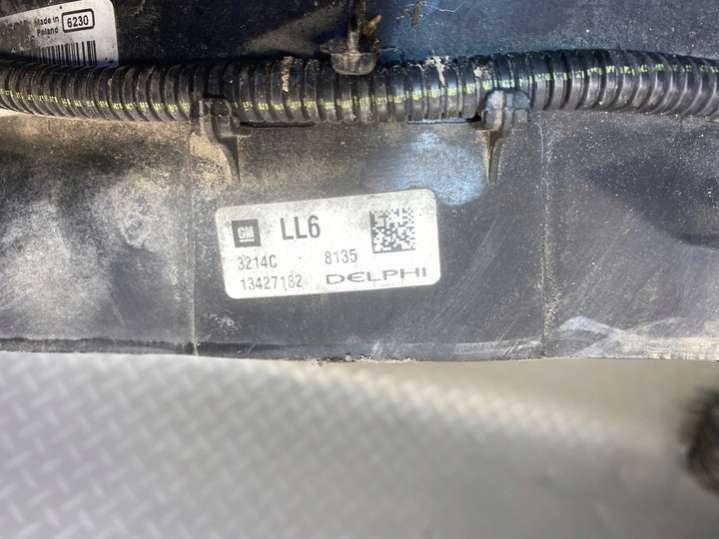 Made in
Poland
6230
GM
LL6
3214C 8135
13427182 DELPHI